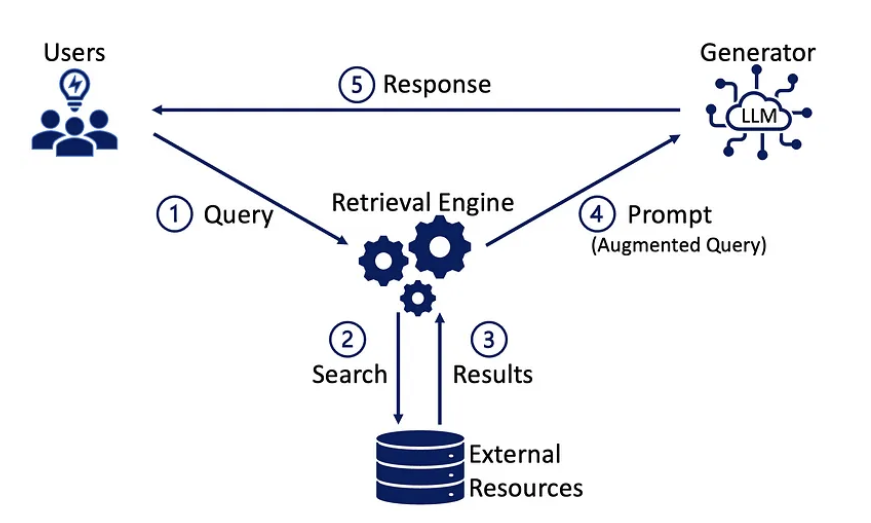 Users
Generator
5 Response
LLM
1 Query
Retrieval Engine
4 Prompt
(Augmented Query)
2
Search
3
Results
External
Resources